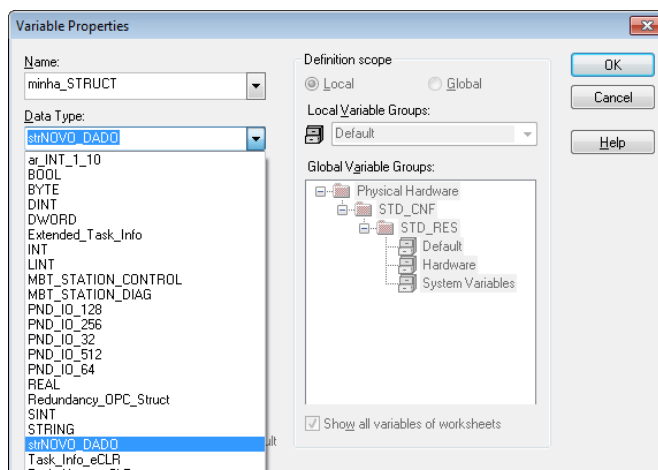 Variable Properties
Name:
minha_STRUCT
Data Type:
strNOVO_DADO
ar_INT_1_10
BOOL
BYTE
DINT
DWORD
Extended_Task_Info
INT
LINT
MBT_STATION_CONTROL
MBT_STATION_DIAG
PND_IO_128
PND_IO_256
PND_IO_32
PND_IO_512
PND_IO_64
REAL
Redundancy_OPC_Struct
SINT
STRING
strNOVO_DADO
Task_Info_eCLR
Definition scope
Local Global
Local Variable Groups:
Default
Global Variable Groups:
Physical Hardware
STD_CNF
STD_RES
Default
Hardware
System Variables
Show all variables of worksheets
OK
Cancel
Help